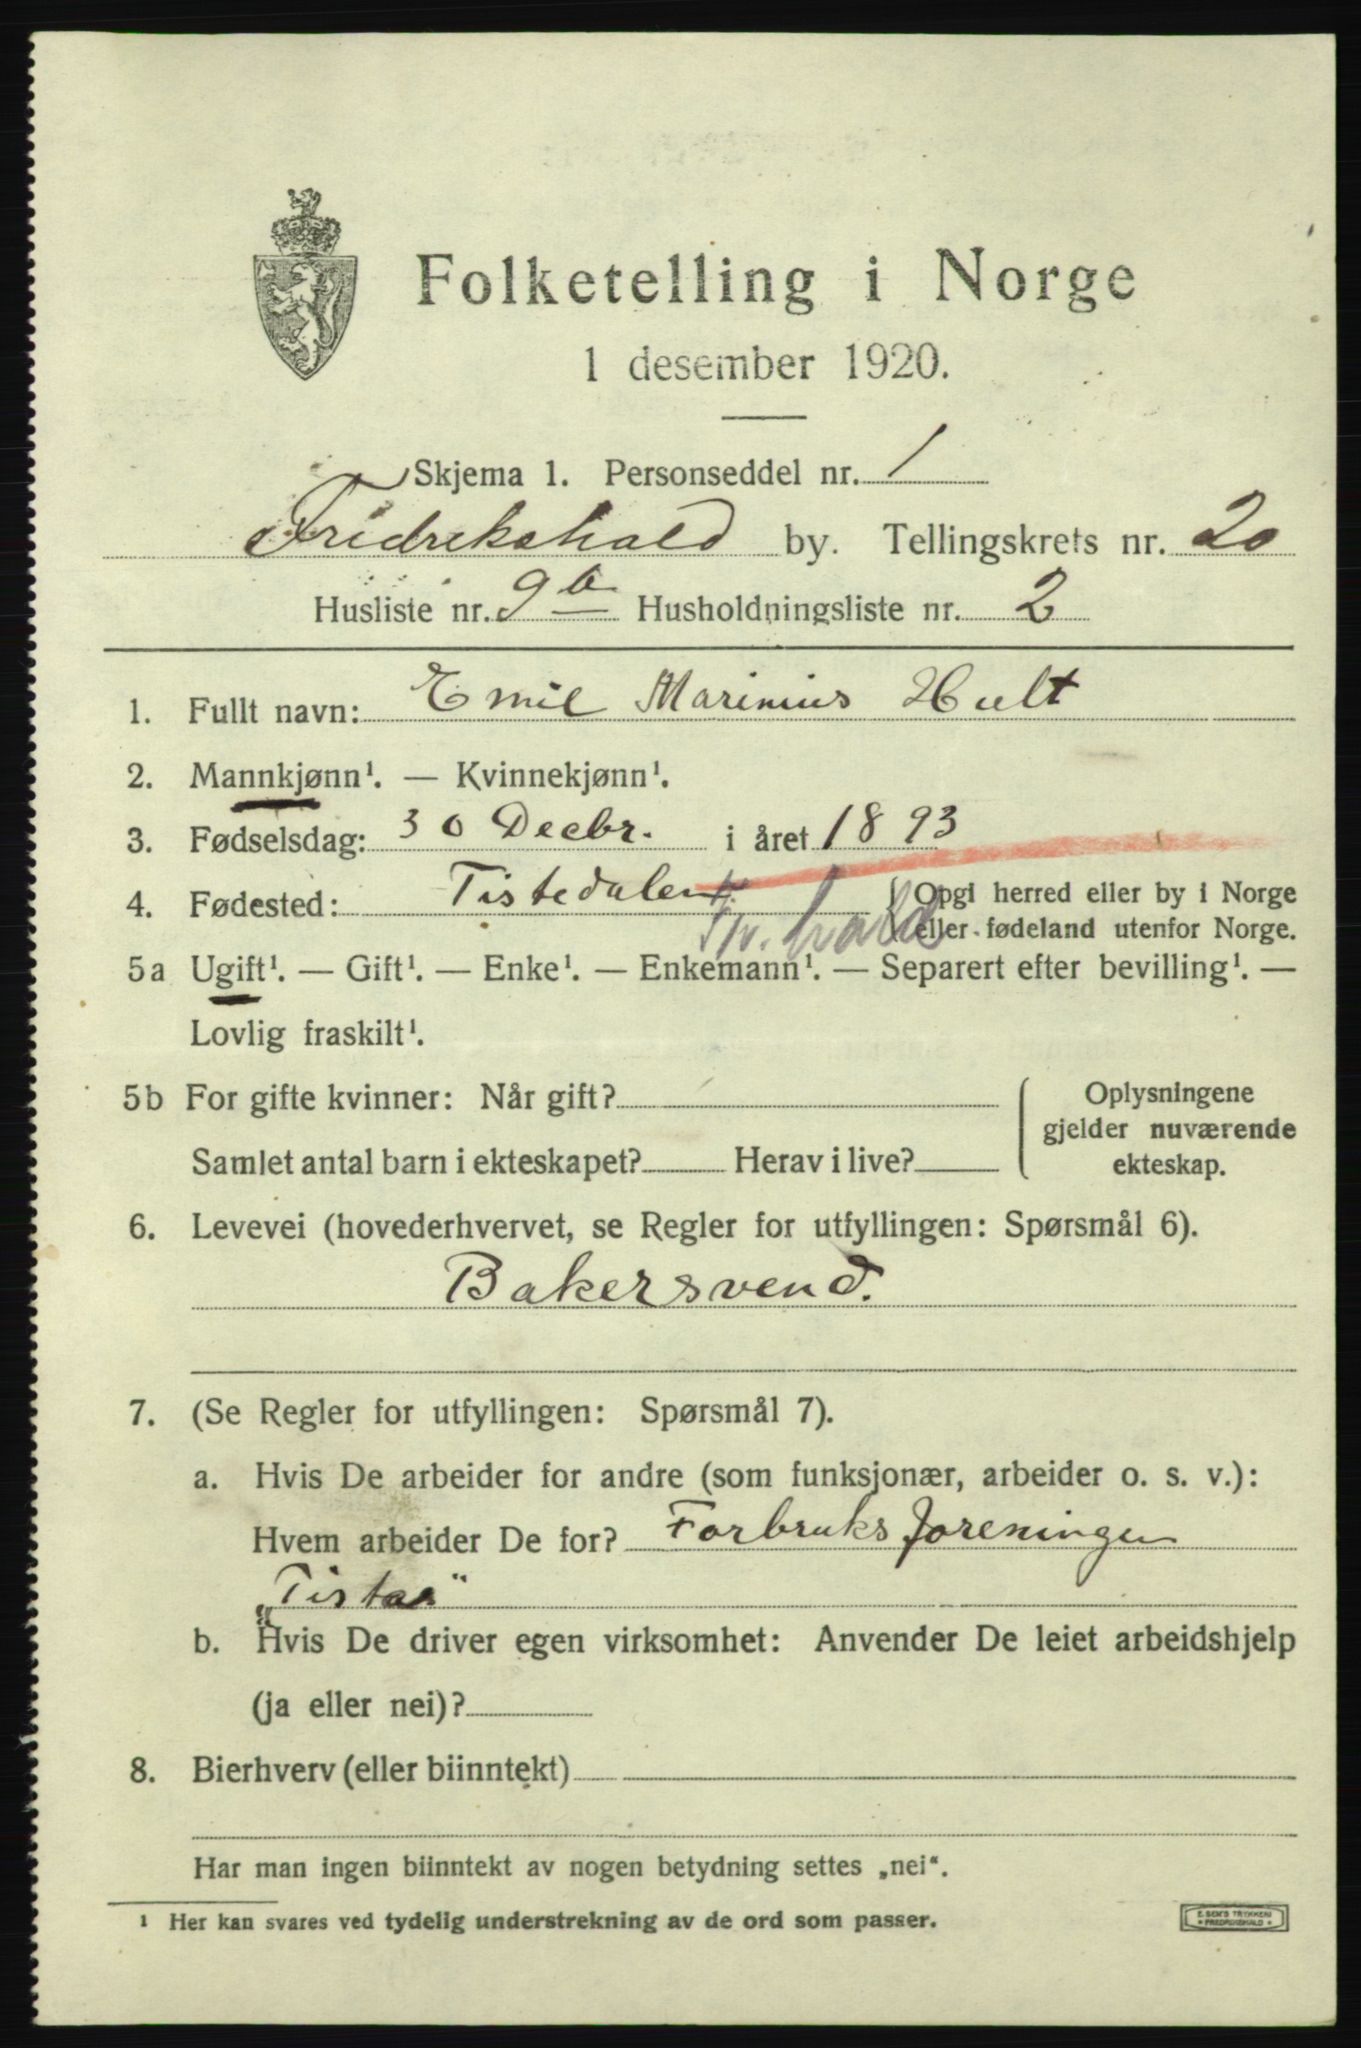 Folketelling i Norge
1 desember 1920.
Skjema 1. Personseddel nr. 1
Fridrikshald by. Tellingskrets nr. 20
Husliste nr. 9b Husholdningsliste nr. 2
1. Fullt navn: Emil Marinius Hult
2. Mannkjønn¹. — Kvinnekjønn¹.
3. Fødselsdag: 30 Decbr. i året 1893
4. Fødested: Tistedalen { Opgi herred eller by i Norge
Fr. hald eller fødeland utenfor Norge.
5a Ugift¹. — Gift¹. — Enke¹. — Enkemann¹. — Separert efter bevilling¹. —
Lovlig fraskilt¹.
5b For gifte kvinner: Når gift? Oplysningene
gjelder nuværende
Samlet antal barn i ekteskapet? Herav i live? ekteskap.
6. Levevei (hovederhvervet, se Regler for utfyllingen: Spørsmål 6).
Bakersvend.
7. (Se Regler for utfyllingen: Spørsmål 7).
a. Hvis De arbeider for andre (som funksjonær, arbeider o. s. v.):
Hvem arbeider De for? Forbruksforeningen
„Tista“
b. Hvis De driver egen virksomhet: Anvender De leiet arbeidshjelp
(ja eller nei)?
8. Bierhverv (eller biinntekt)
Har man ingen biinntekt av nogen betydning settes „nei“.
¹ Her kan svares ved tydelig understrekning av de ord som passer.
E. SEM'S TRYKKERI
FREDRIKSHALD